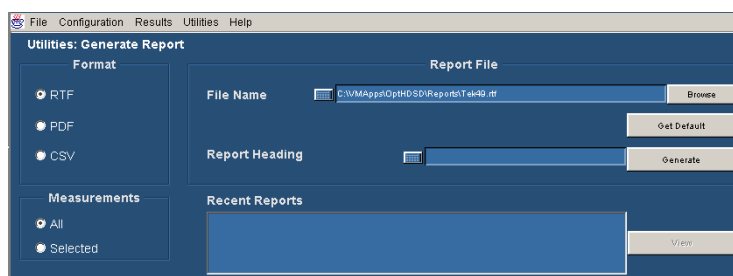 File Configuration Results Utilities Help
Utilities: Generate Report
Format
Report File
RTF
File Name
C:\VMApps\OptHDSD\Reports\Tek49.rtf
Browse
PDF
Get Default
CSV
Report Heading
Generate
Measurements
Recent Reports
All
Selected
View